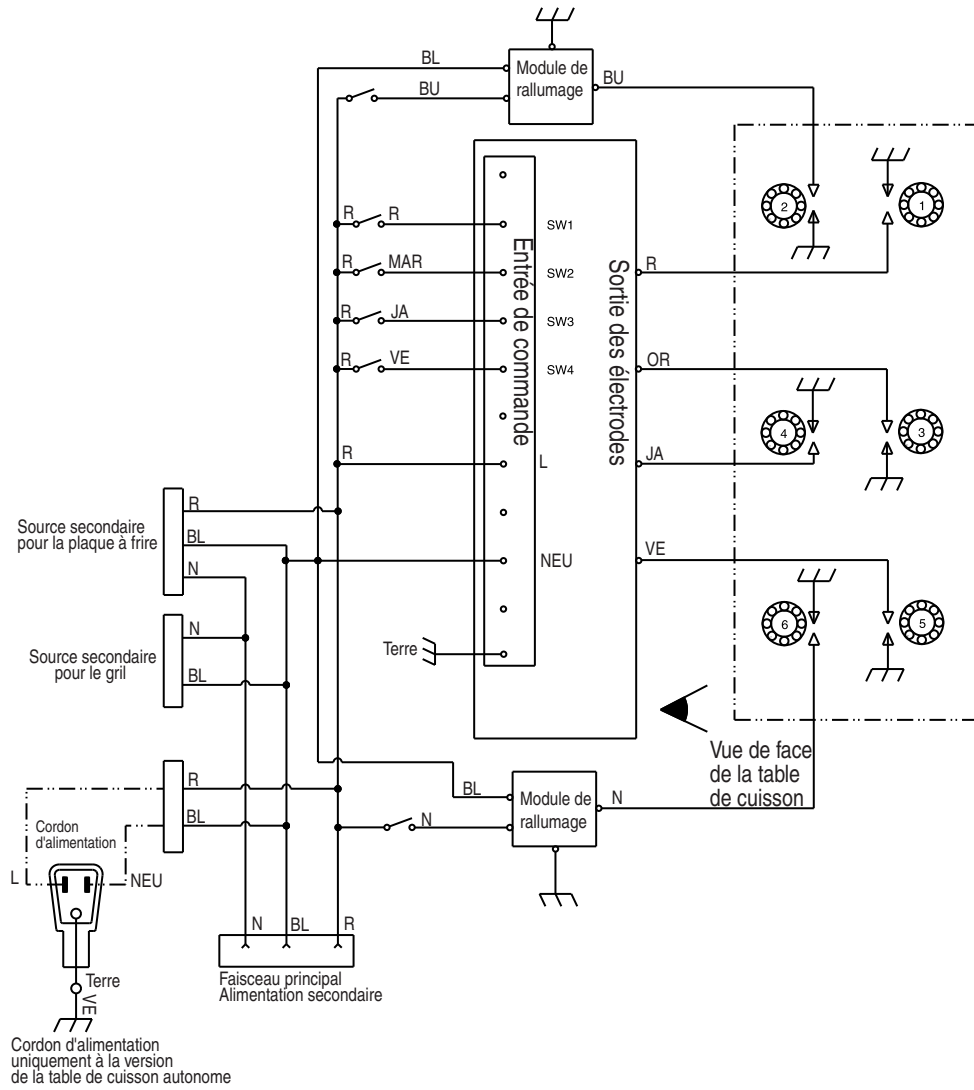 BL
Module de
rallumage
BU
BU
2
1
R
R
SW1
R
MAR
SW2
R
R
JA
SW3
R
VE
SW4
OR
Entrée de commande
Sortie des électrodes
4
3
R
L
JA
R
Source secondaire
pour la plaque à frire
BL
N
NEU
VE
N
Source secondaire
pour le gril
BL
Terre
6
5
Vue de face
de la table
de cuisson
R
BL
Module de
rallumage
N
BL
N
Cordon
d'alimentation
L
NEU
N
BL
R
Terre
VE
Faisceau principal
Alimentation secondaire
Cordon d'alimentation
uniquement à la version
de la table de cuisson autonome